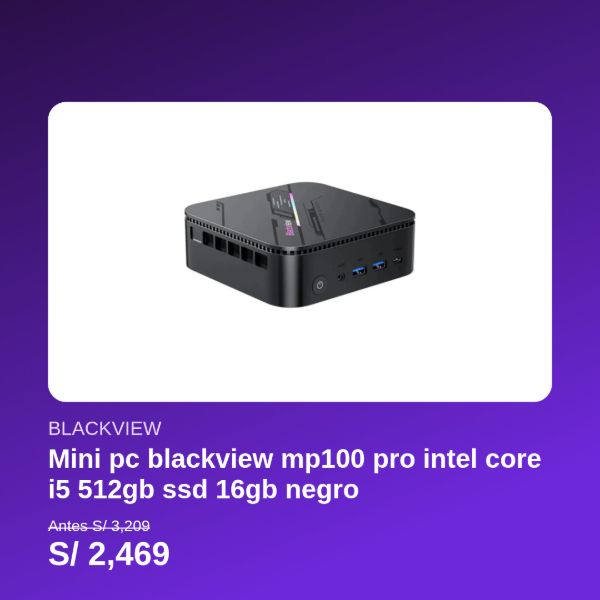 BLACKVIEW
Mini pc blackview mp100 pro intel core
i5 512gb ssd 16gb negro
Antes S/ 3,209
S/ 2,469